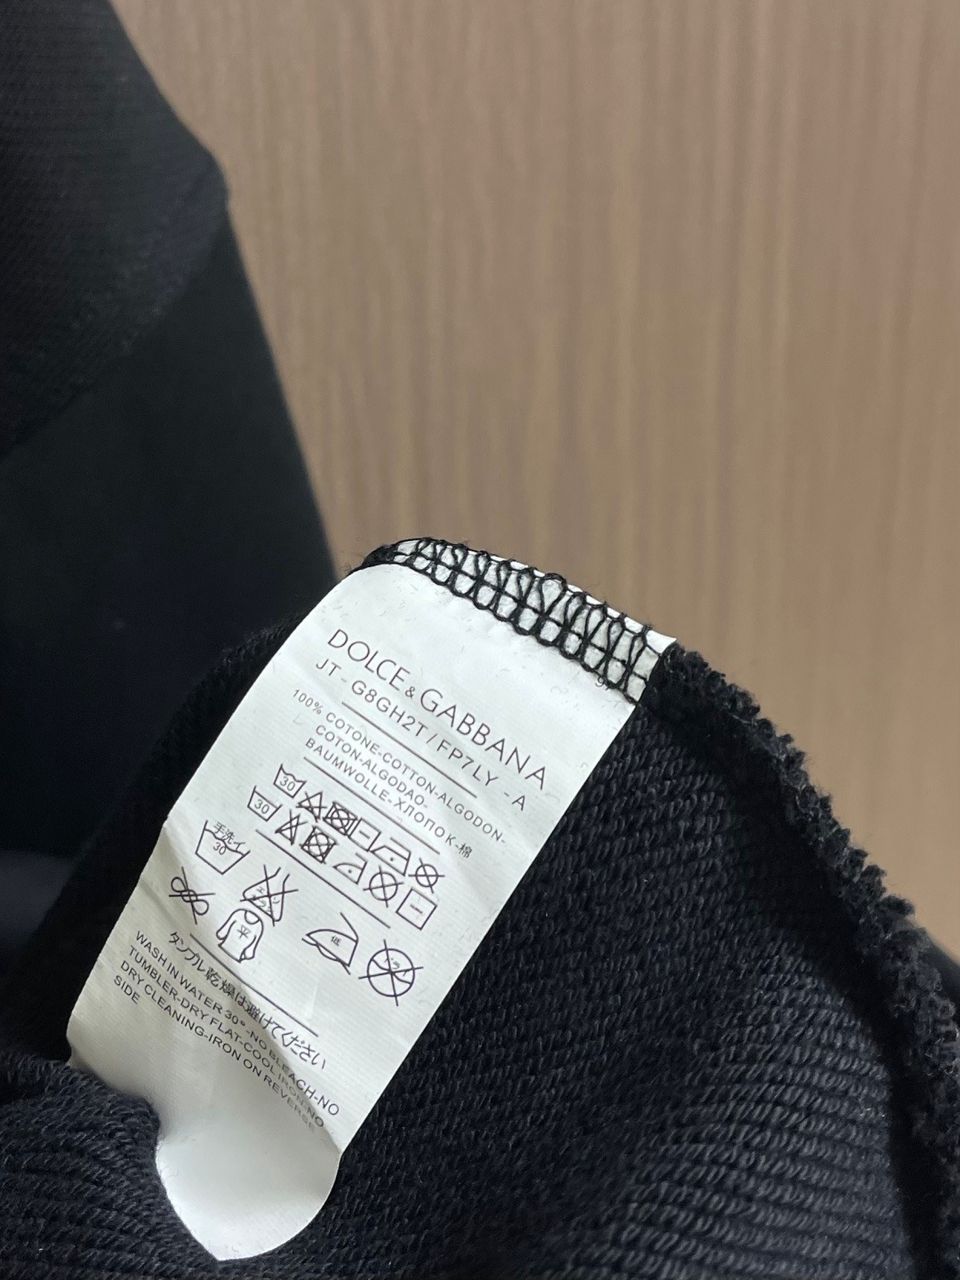 DOLCE & GABBANA
JT-G8GH2T/FP7LY-A
100% COTONE-COTTON-ALGODON-
COTON-ALGODAO-
BAUMWOLLE-ХЛОПОК-棉
30
30
手洗イ
30
平
低
タンブル乾燥は避けてください
WASH IN WATER 30°-NO BLEACH-NO
TUMBLER-DRY FLAT-COOL IRON-NO
DRY CLEANING-IRON ON REVERSE
SIDE